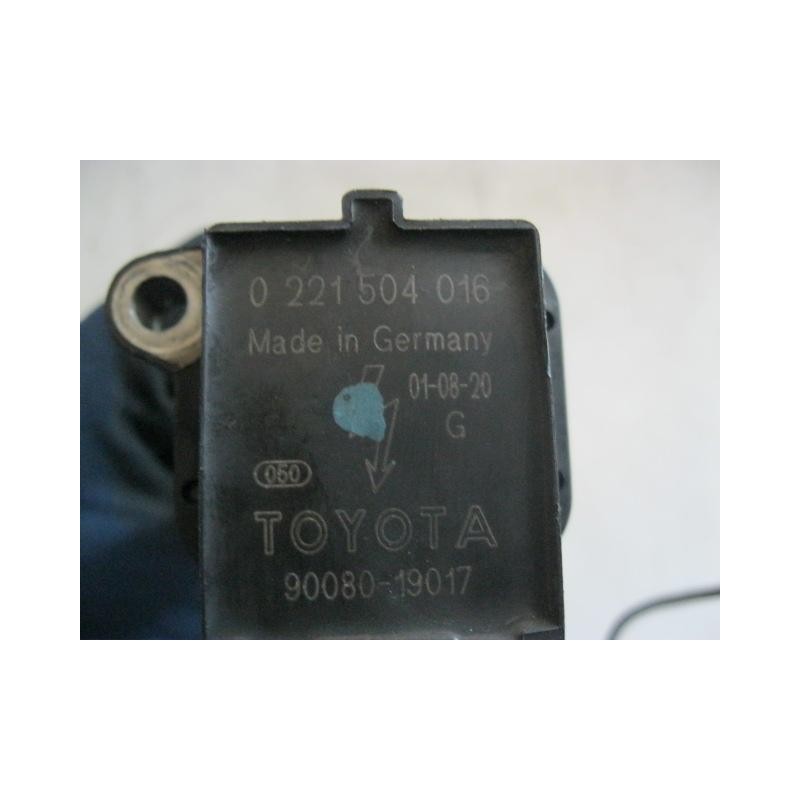 0 221 504 016
Made in Germany
01-08-20
G
050
TOYOTA
90080-19017